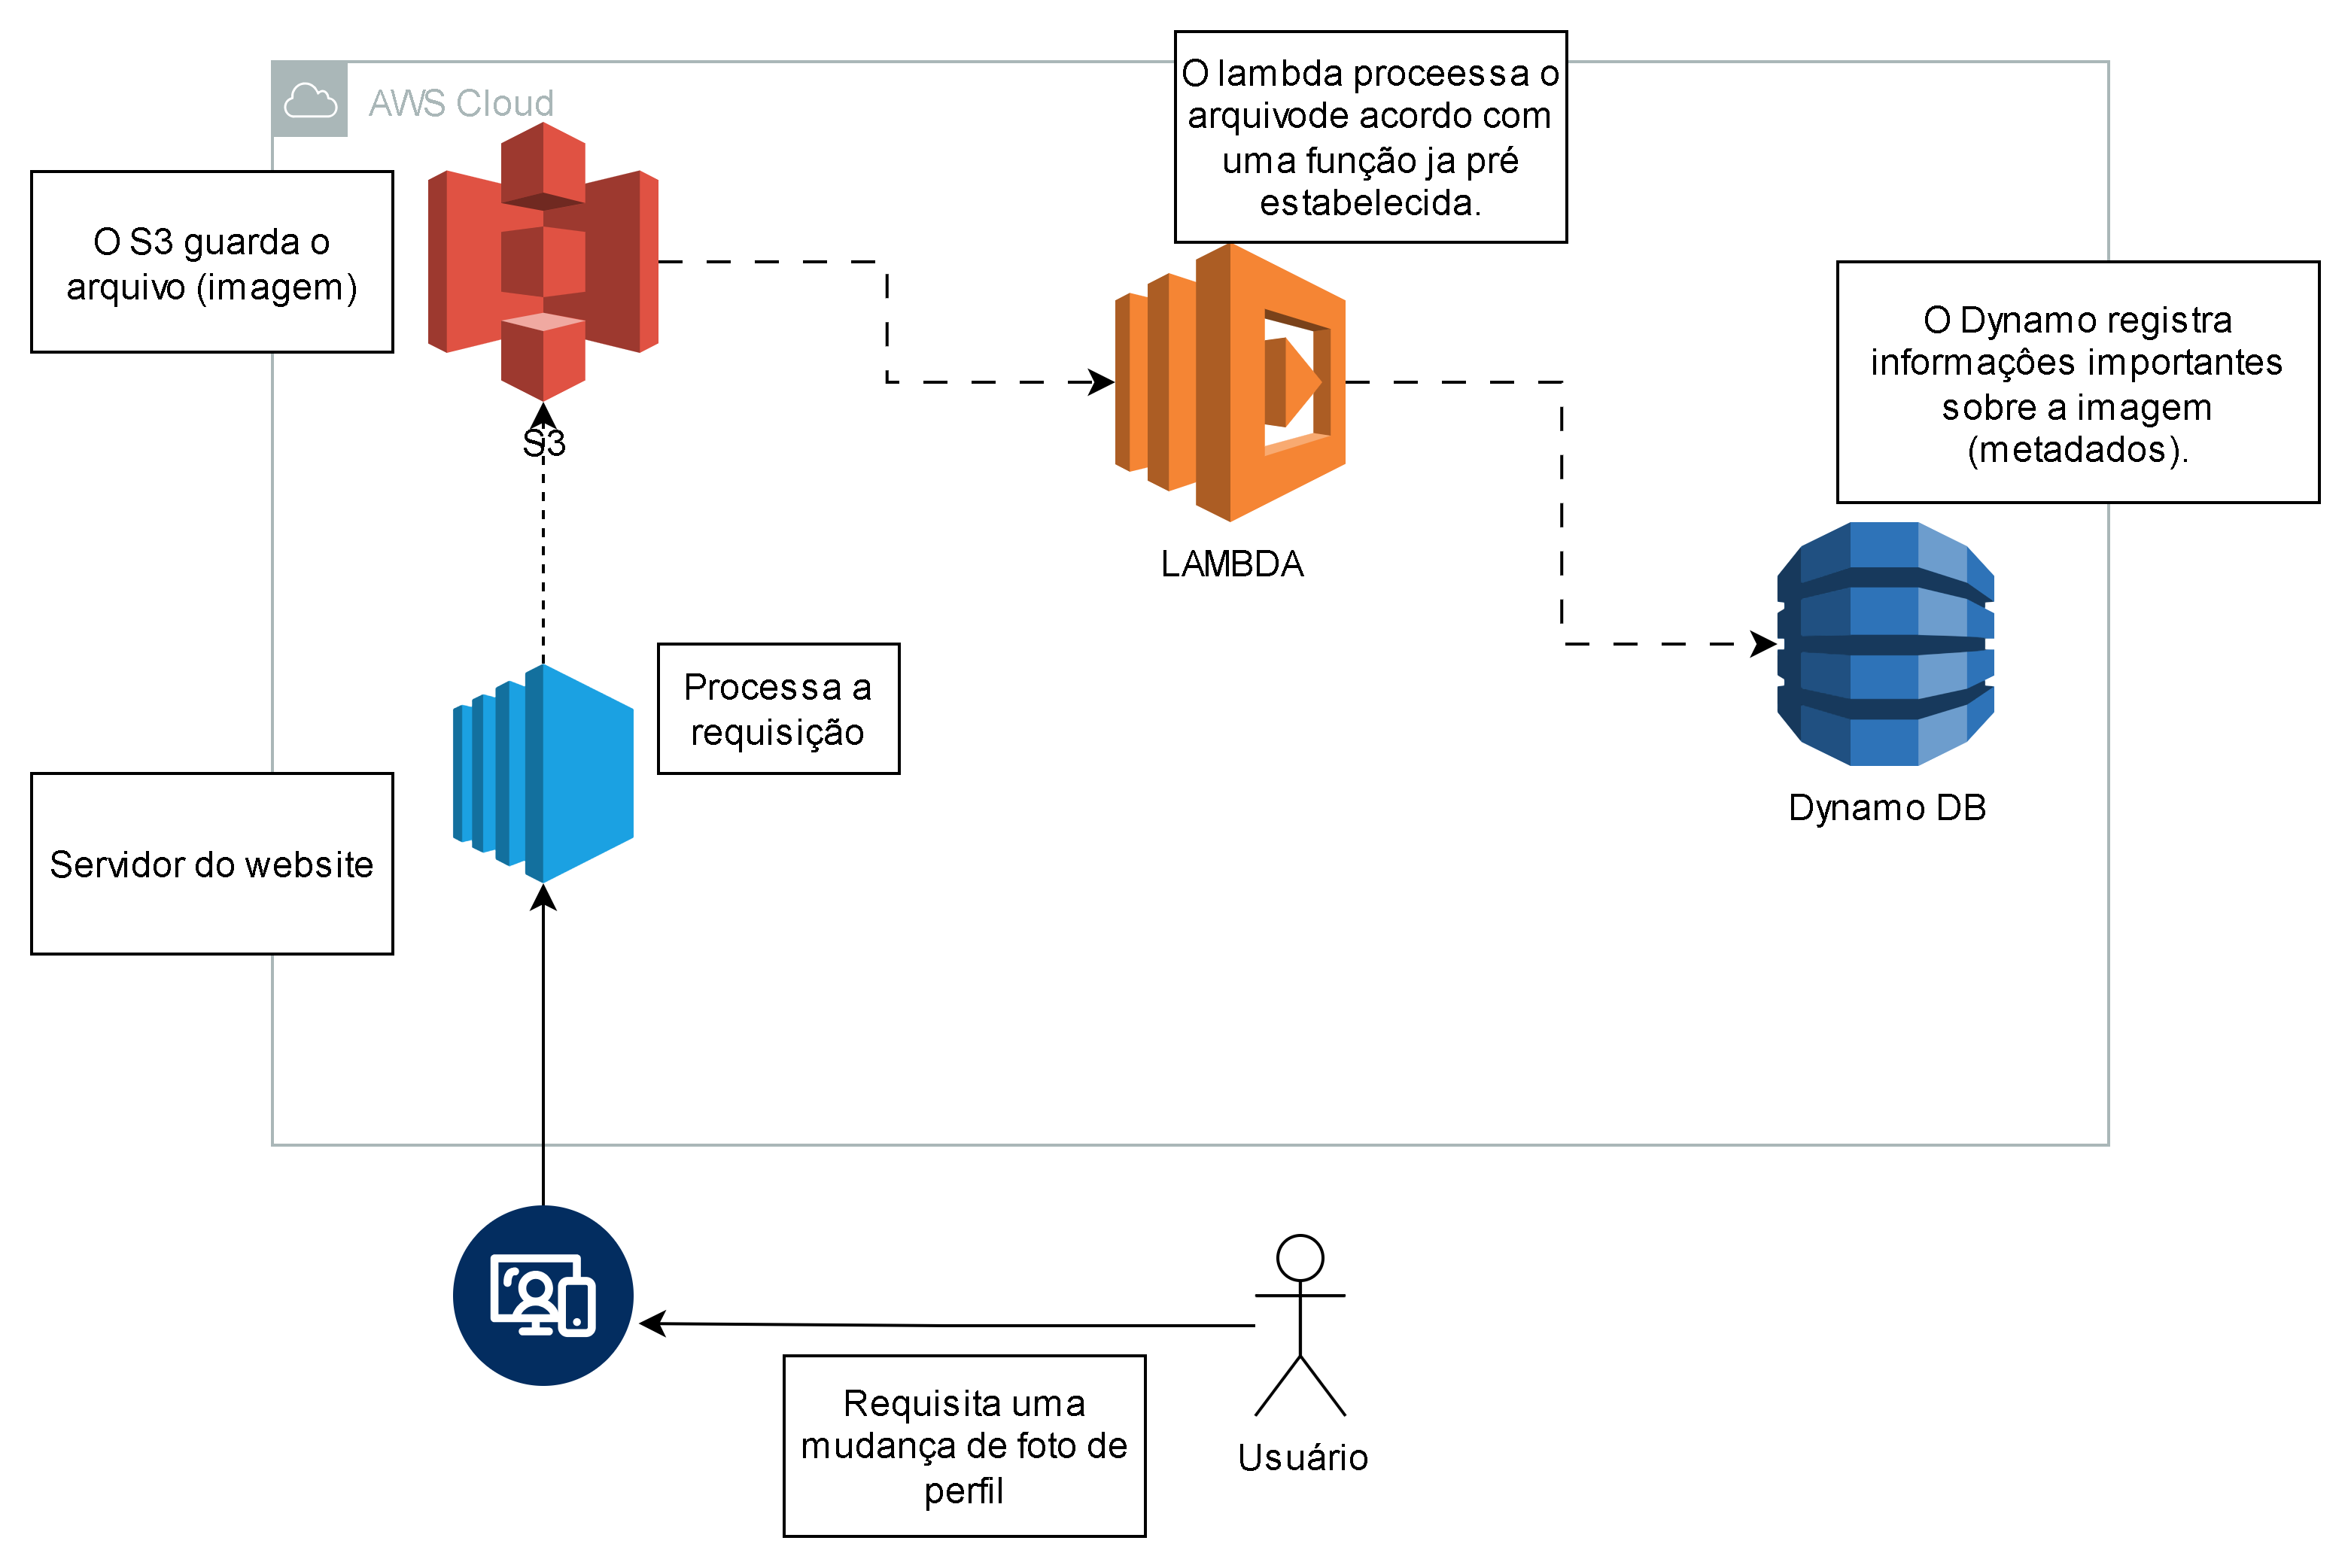 AWS Cloud
O lambda proceessa o
arquivode acordo com
uma função ja pré
estabelecida.
O S3 guarda o
arquivo (imagem)
O Dynamo registra
informaçôes importantes
sobre a imagem
(metadados).
S3
LAMBDA
Processa a
requisição
Dynamo DB
Servidor do website
Requisita uma
mudança de foto de
perfil
Usuário